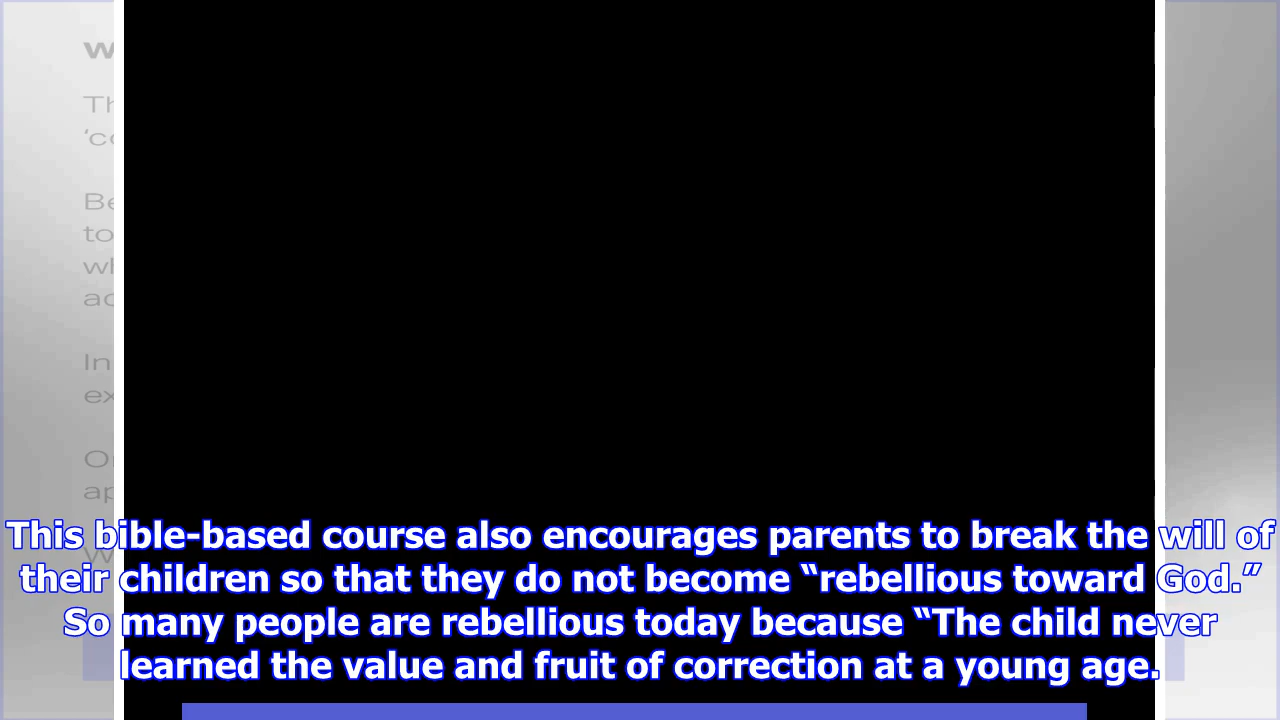 This bible-based course also encourages parents to break the will of
their children so that they do not become “rebellious toward God.”
So many people are rebellious today because “The child never
learned the value and fruit of correction at a young age.